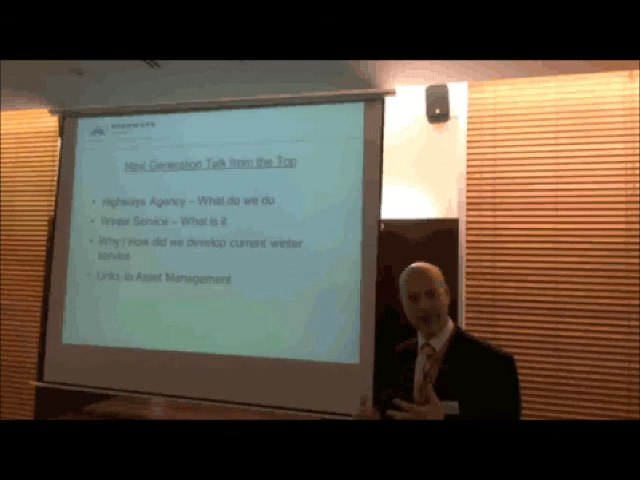 HIGHWAYS
Next Generation Talk from the Top
• Highways Agency – What do we do
• Winter Service – What is it
• Why / How did we develop current winter
service
• Links to Asset Management